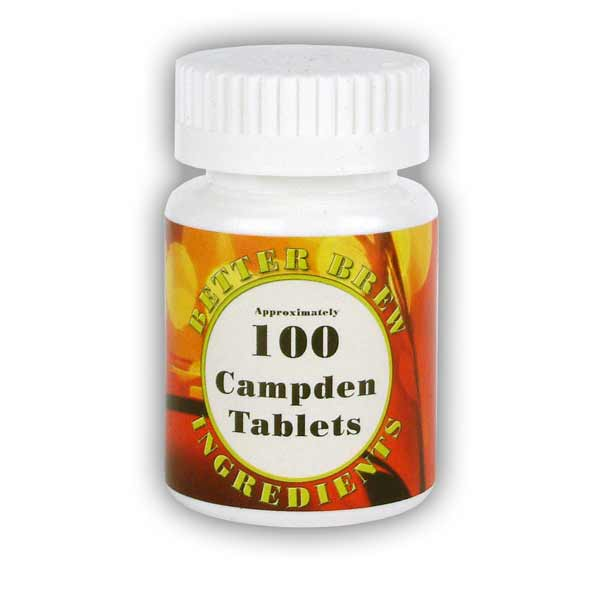 BETTER BREW
Approximately
100
Campden
Tablets
INGREDIENTS